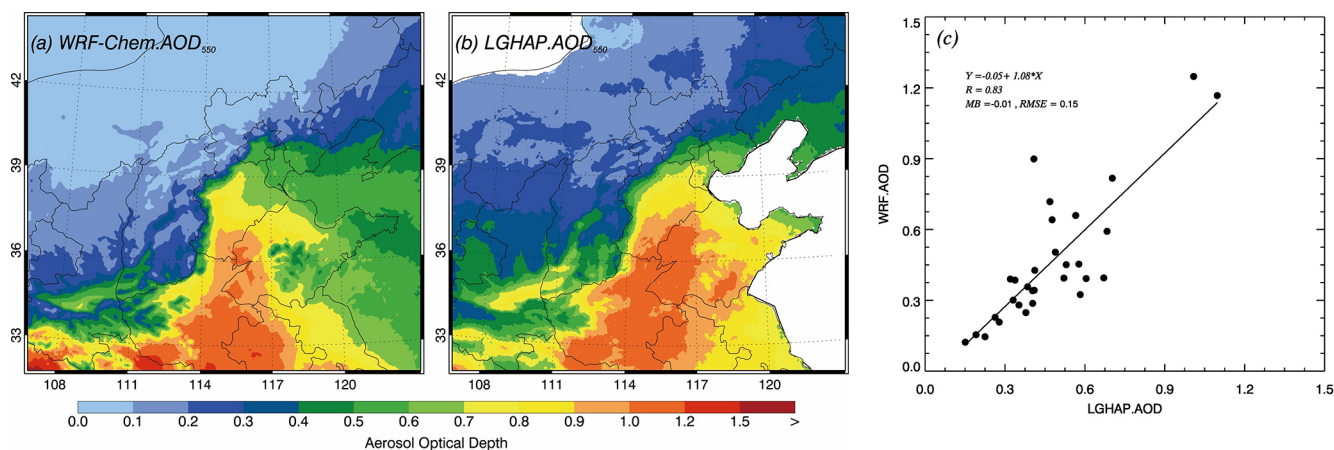 (a) WRF-Chem.AOD550
(b) LGHAP.AOD550
(c)
42
39
36
33
108 111 114 117 120
42
39
36
33
108 111 114 117 120
0.0 0.1 0.2 0.3 0.4 0.5 0.6 0.7 0.8 0.9 1.0 1.2 1.5 >
Aerosol Optical Depth
Y =-0.05+ 1.08*X
R = 0.83
MB =-0.01 , RMSE = 0.15
WRF.AOD
1.5
1.2
0.9
0.6
0.3
0.0
0.0 0.3 0.6 0.9 1.2 1.5
LGHAP.AOD